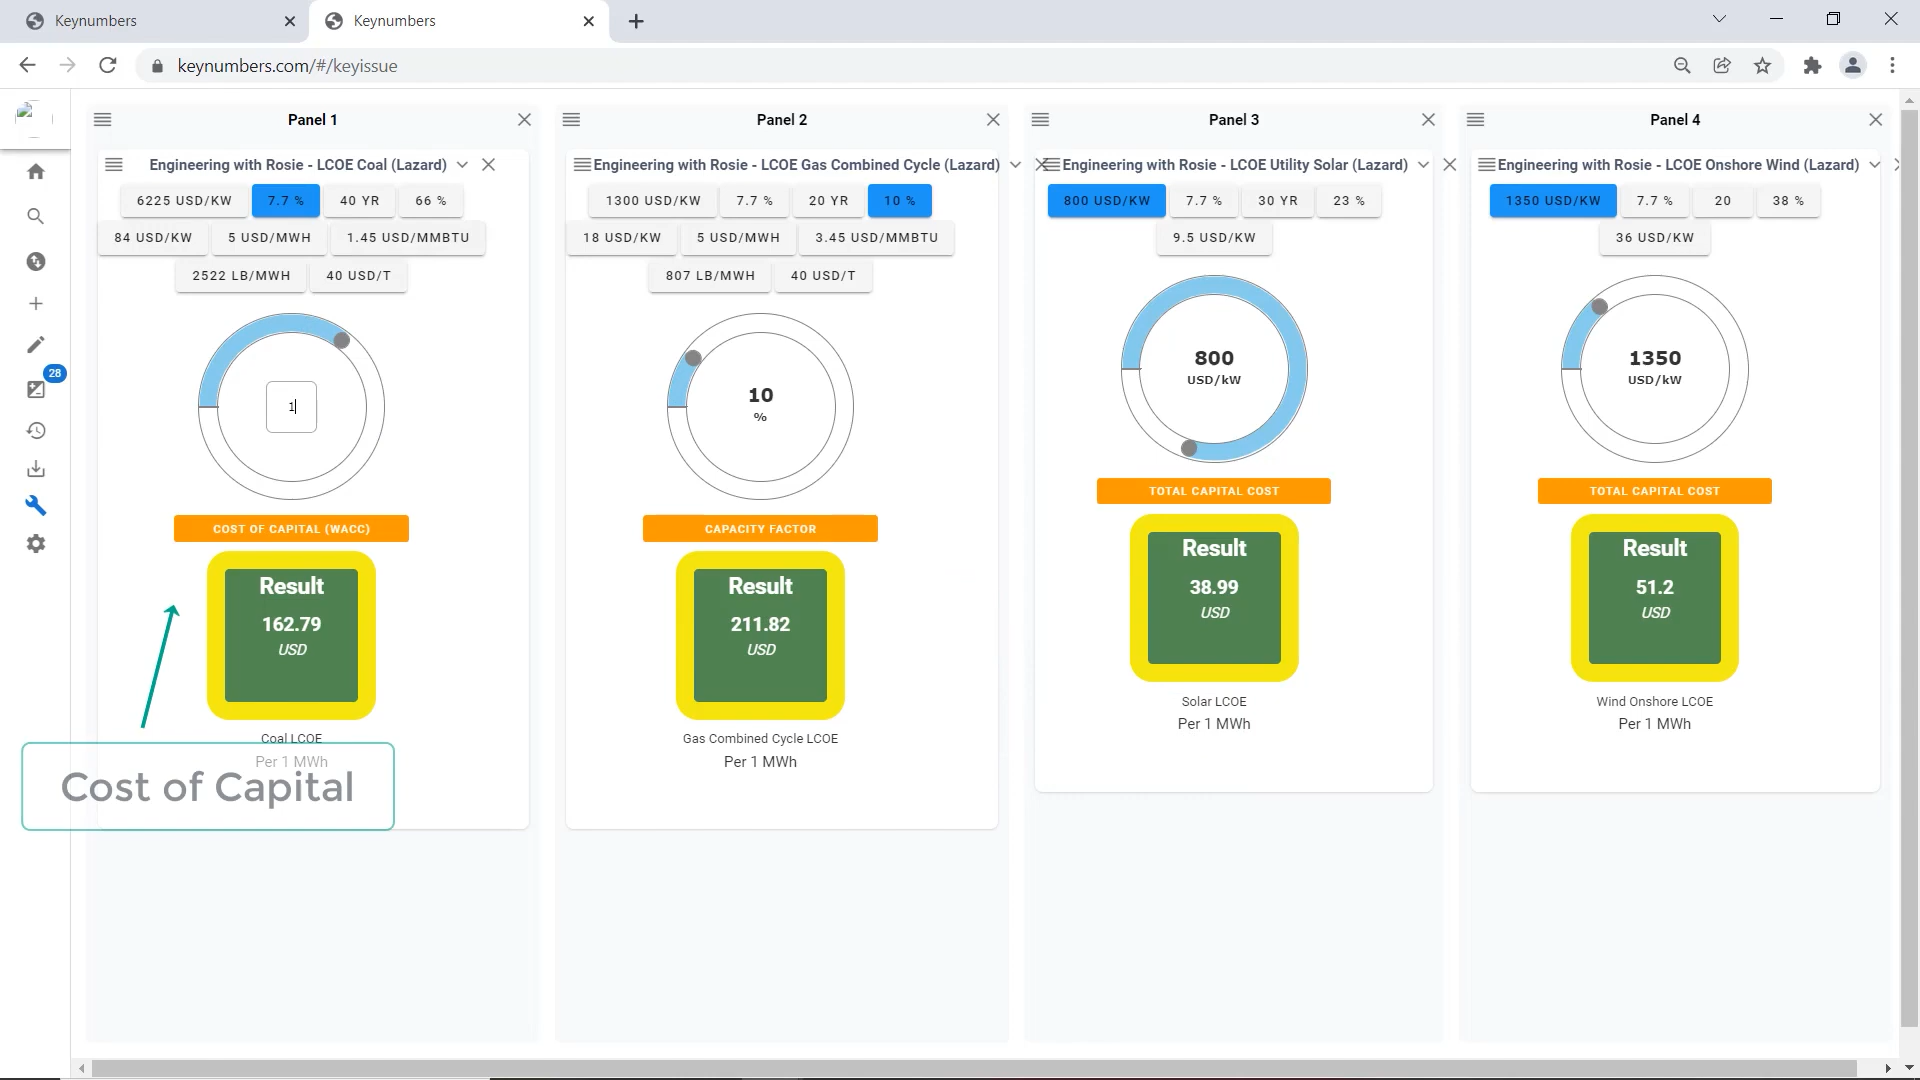 Keynumbers
Keynumbers
keynumbers.com/#/keyissue
28
Panel 1
Engineering with Rosie - LCOE Coal (Lazard)
6225 USD/KW 7.7 % 40 YR 66 %
84 USD/KW 5 USD/MWH 1.45 USD/MMBTU
2522 LB/MWH 40 USD/T
1
COST OF CAPITAL (WACC)
Result
162.79
USD
Coal LCOE
Per 1 MWh
Cost of Capital
Panel 2
Engineering with Rosie - LCOE Gas Combined Cycle (Lazard)
1300 USD/KW 7.7 % 20 YR 10 %
18 USD/KW 5 USD/MWH 3.45 USD/MMBTU
807 LB/MWH 40 USD/T
10
%
CAPACITY FACTOR
Result
211.82
USD
Gas Combined Cycle LCOE
Per 1 MWh
Panel 3
Engineering with Rosie - LCOE Utility Solar (Lazard)
800 USD/KW 7.7 % 30 YR 23 %
9.5 USD/KW
800
USD/kW
TOTAL CAPITAL COST
Result
38.99
USD
Solar LCOE
Per 1 MWh
Panel 4
Engineering with Rosie - LCOE Onshore Wind (Lazard)
1350 USD/KW 7.7 % 20 38 %
36 USD/KW
1350
USD/kW
TOTAL CAPITAL COST
Result
51.2
USD
Wind Onshore LCOE
Per 1 MWh